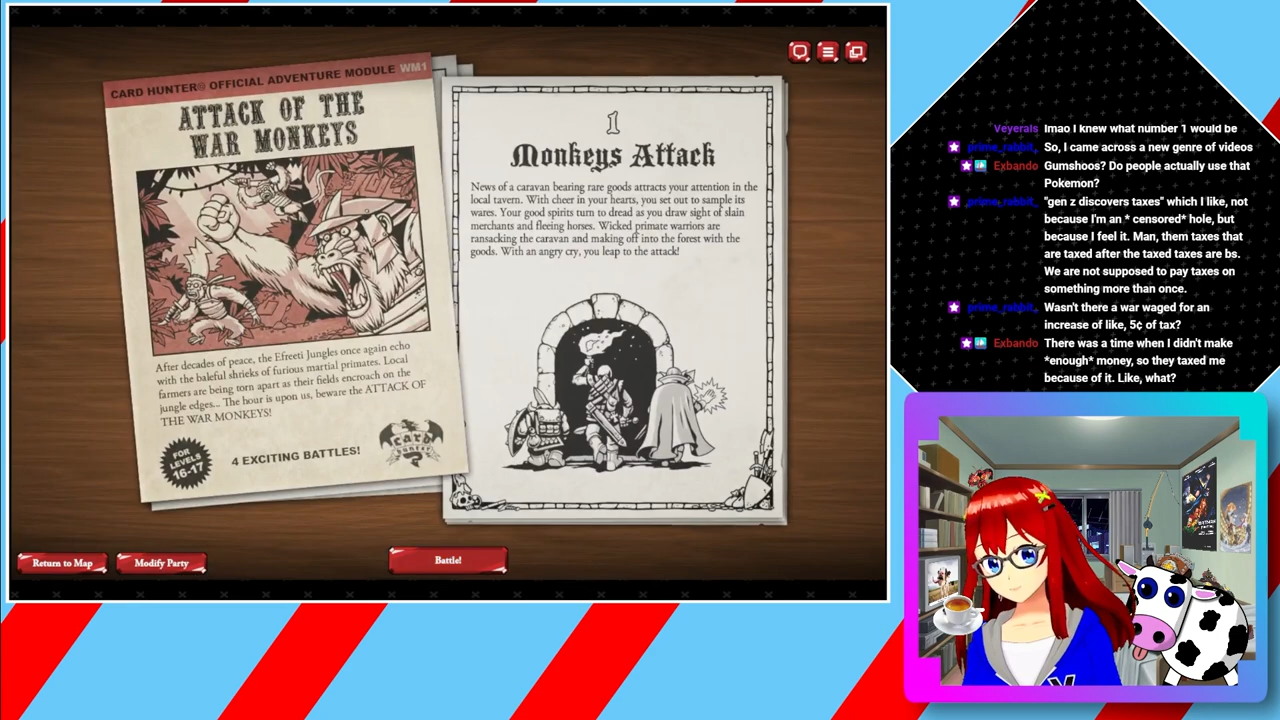 CARD HUNTER® OFFICIAL ADVENTURE MODULE WM1
ATTACK OF THE
WAR MONKEYS
After decades of peace, the Efreeti Jungles once again echo
with the baleful shrieks of furious martial primates. Local
farmers are being torn apart as their fields encroach on the
jungle edges... The hour is upon us, beware the ATTACK OF
THE WAR MONKEYS!
FOR
LEVELS
16-17
4 EXCITING BATTLES!
card
hunter
1
Monkeys Attack
News of a caravan bearing rare goods attracts your attention in the
local tavern. With cheer in your hearts, you set out to sample its
wares. Your good spirits turn to dread as you draw sight of slain
merchants and fleeing horses. Wicked primate warriors are
ransacking the caravan and making off into the forest with the
goods. With an angry cry, you leap to the attack!
Return to Map
Modify Party
Battle!
Veyerals lmao I knew what number 1 would be
prime_rabbit_ So, I came across a new genre of videos
Exbando Gumshoos? Do people actually use that
Pokemon?
prime_rabbit_ "gen z discovers taxes" which I like, not
because I'm an * censored* hole, but
because I feel it. Man, them taxes that
are taxed after the taxed taxes are bs.
We are not supposed to pay taxes on
something more than once.
prime_rabbit_ Wasn't there a war waged for an
increase of like, 5¢ of tax?
Exbando There was a time when I didn't make
*enough* money, so they taxed me
because of it. Like, what?